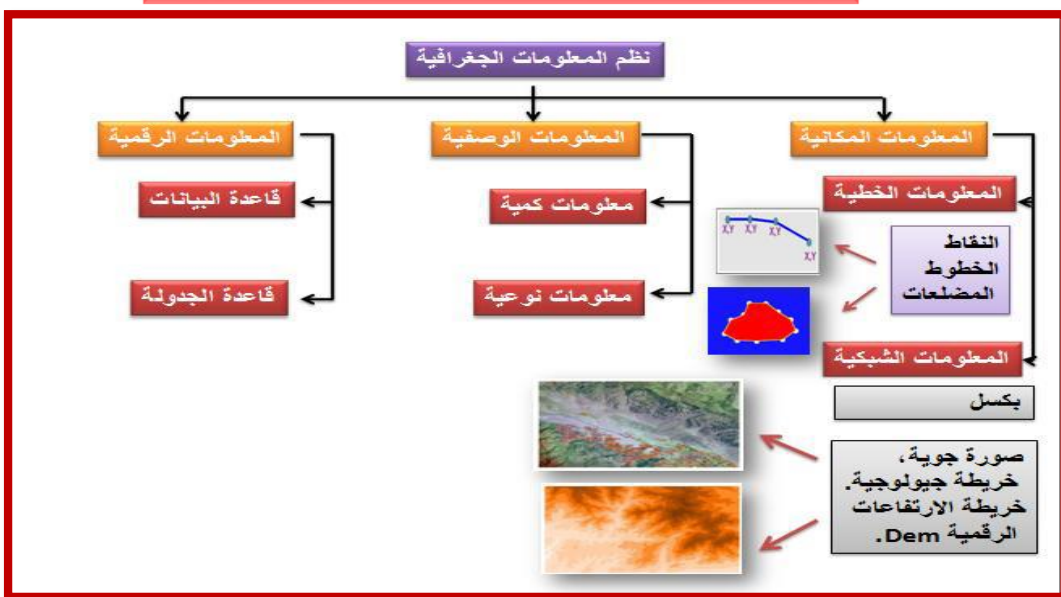 نظم المعلومات الجغرافية
المعلومات المكانية
المعلومات الوصفية
المعلومات الرقمية
المعلومات الخطية
معلومات كمية
قاعدة البيانات
X,Y X,Y X,Y X,Y
النقاط
الخطوط
المضلعات
معلومات نوعية
قاعدة الجدولة
المعلومات الشبكية
بكسل
صورة جوية،
خريطة جيولوجية.
خريطة الارتفاعات
الرقمية Dem.